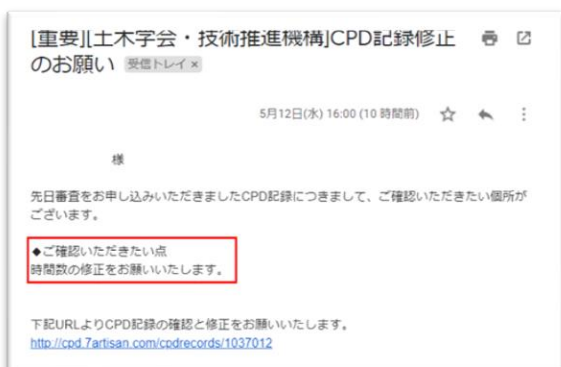 [重要][土木学会・技術推進機構]CPD記録修正
のお願い 受信トレイ×
5月12日(水) 16:00 (10 時間前)
様
先日審査をお申し込みいただきましたCPD記録につきまして、ご確認いただきたい個所が
ございます。
◆ご確認いただきたい点
時間数の修正をお願いいたします。
下記URLよりCPD記録の確認と修正をお願いいたします。
http://cpd.7artisan.com/cpdrecords/1037012